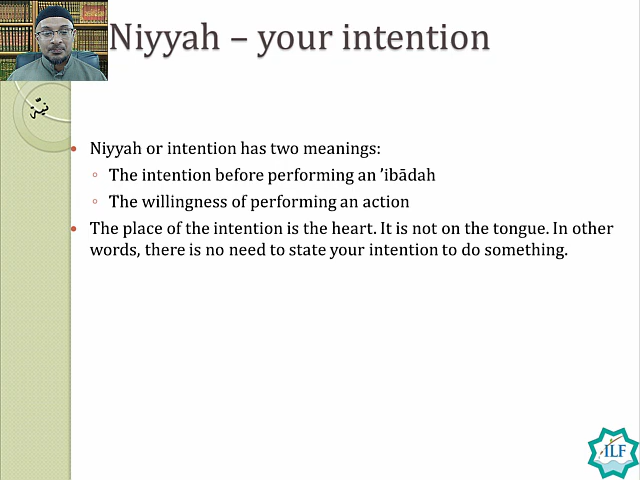 Niyyah – your intention
نيّة
Niyyah or intention has two meanings:
The intention before performing an ’ibādah
The willingness of performing an action
The place of the intention is the heart. It is not on the tongue. In other
words, there is no need to state your intention to do something.
ILF